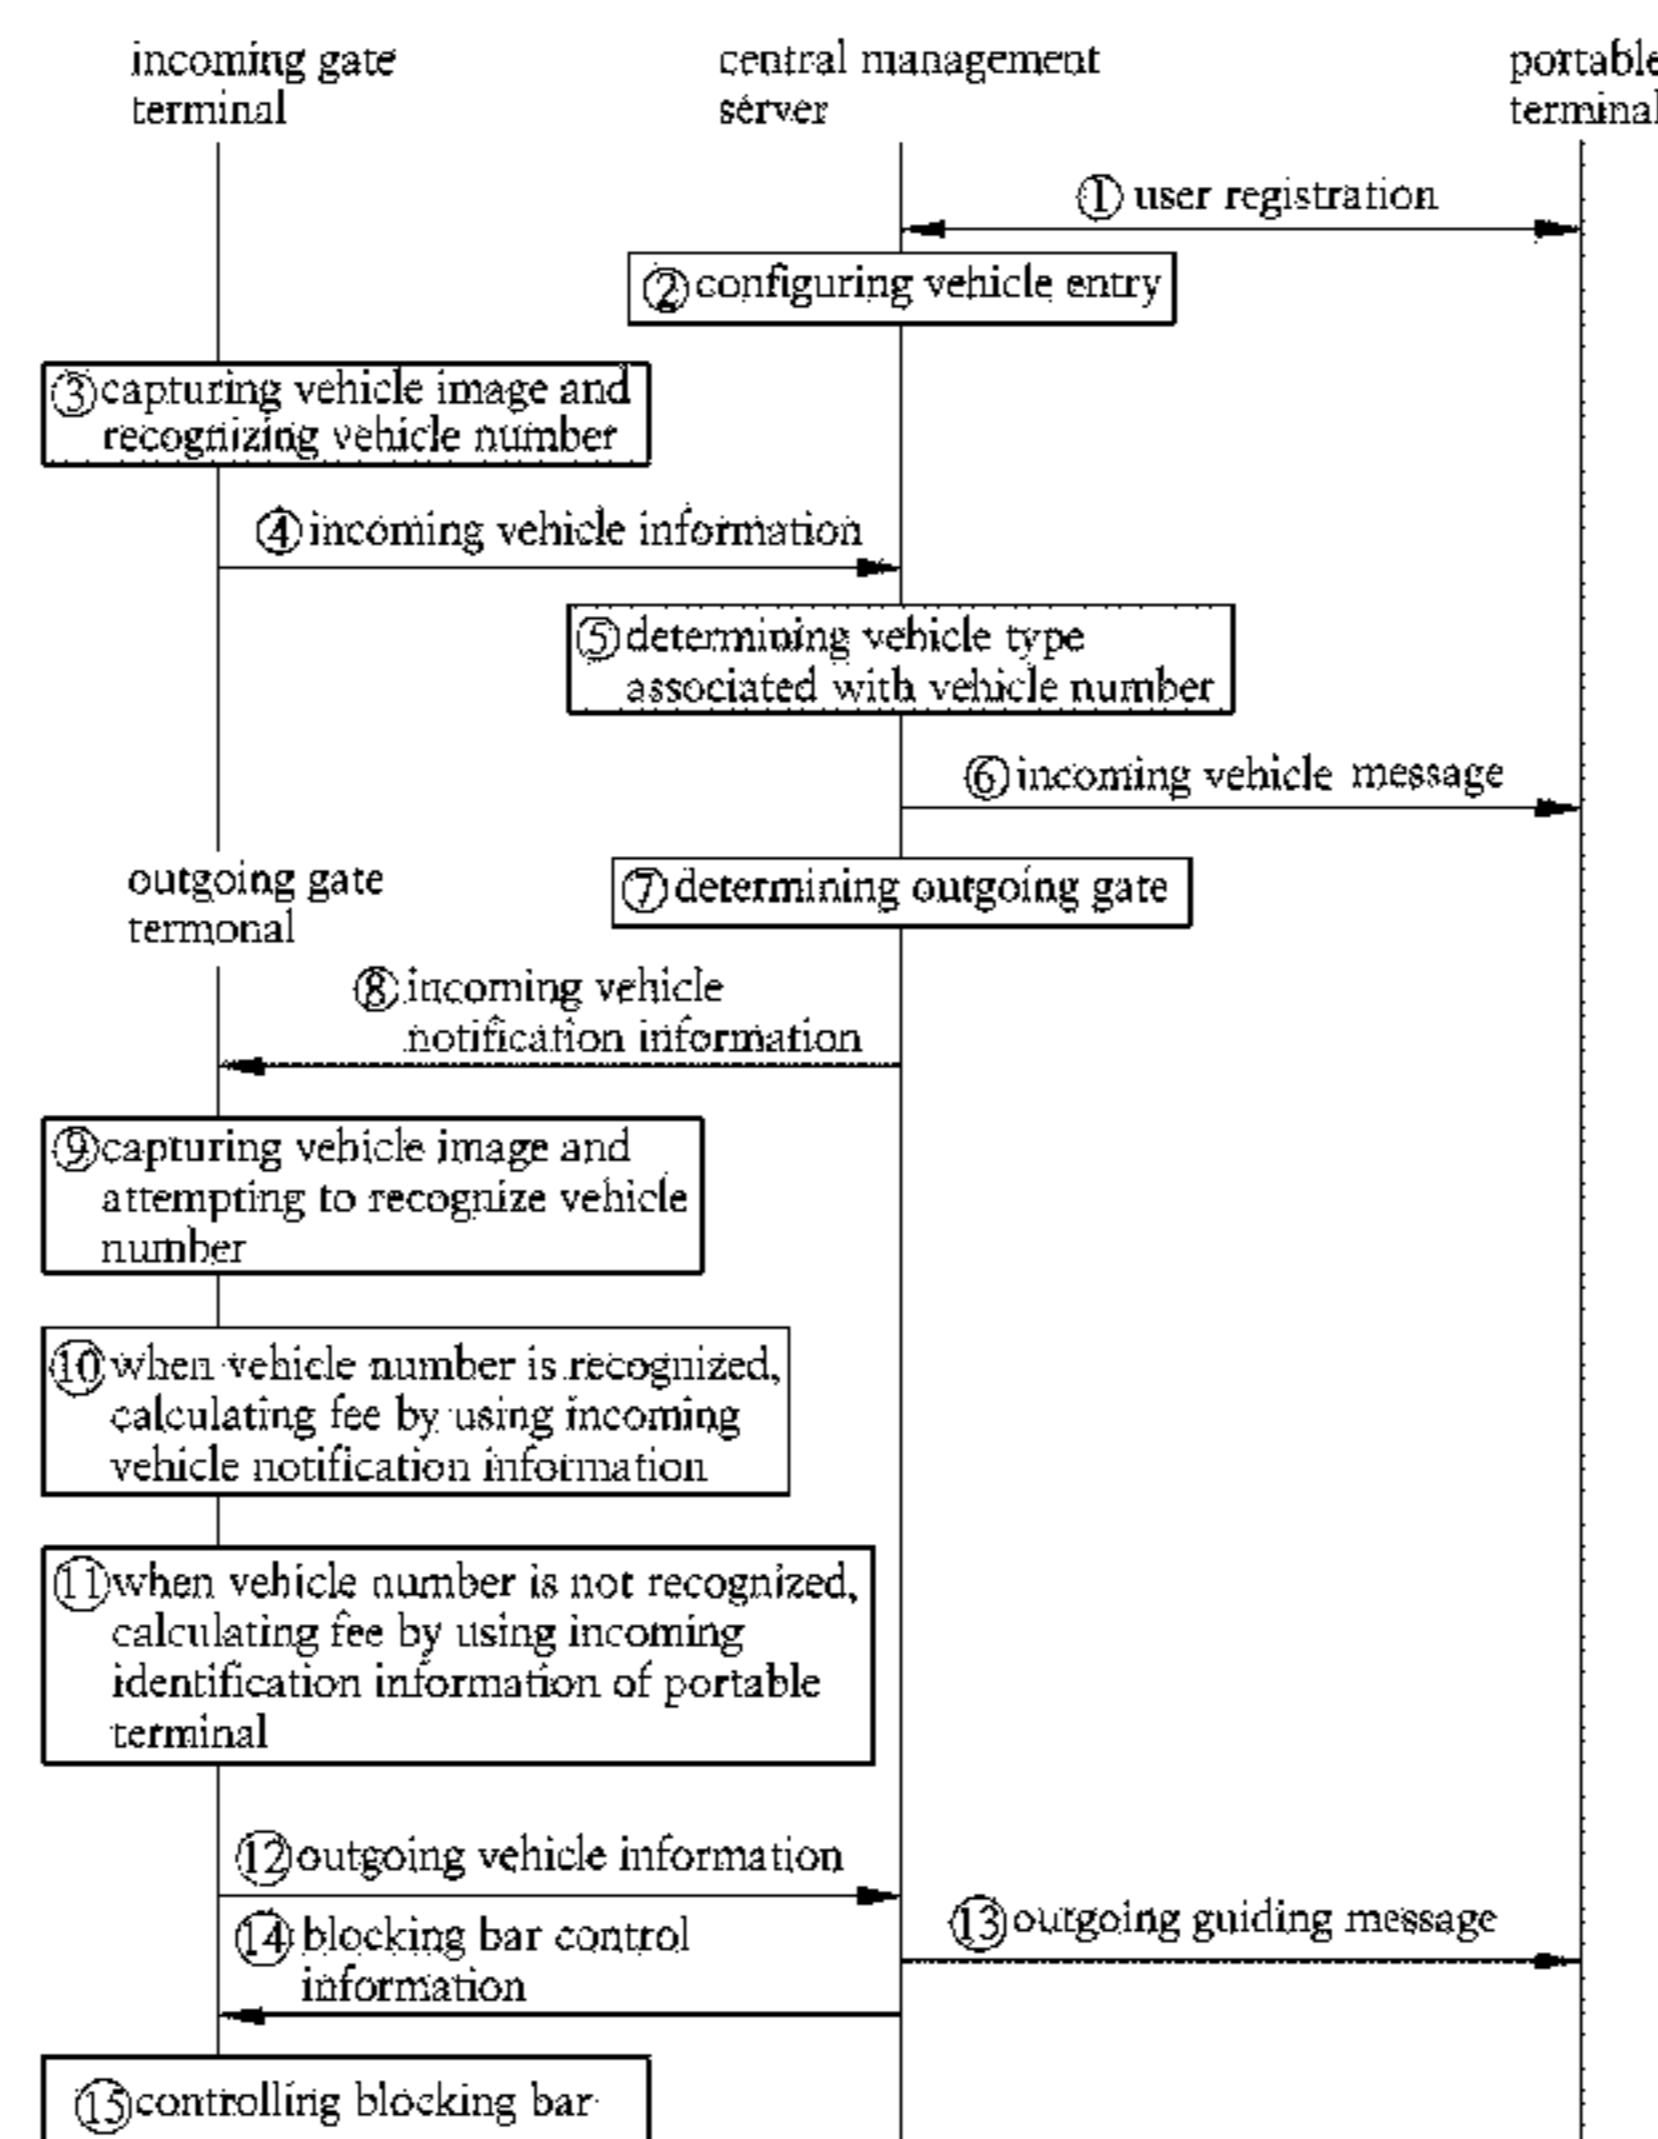 incoming gate
terminal
central management
server
portable
terminal
① user registration
② configuring vehicle entry
③ capturing vehicle image and
recognizing vehicle number
④ incoming vehicle information
⑤ determining vehicle type
associated with vehicle number
⑥ incoming vehicle message
outgoing gate
termonal
⑦ determining outgoing gate
⑧ incoming vehicle
notification information
⑨ capturing vehicle image and
attempting to recognize vehicle
number
⑩ when vehicle number is recognized,
calculating fee by using incoming
vehicle notification information
⑪ when vehicle number is not recognized,
calculating fee by using incoming
identification information of portable
terminal
⑫ outgoing vehicle information
⑬ outgoing guiding message
⑭ blocking bar control
information
⑮ controlling blocking bar